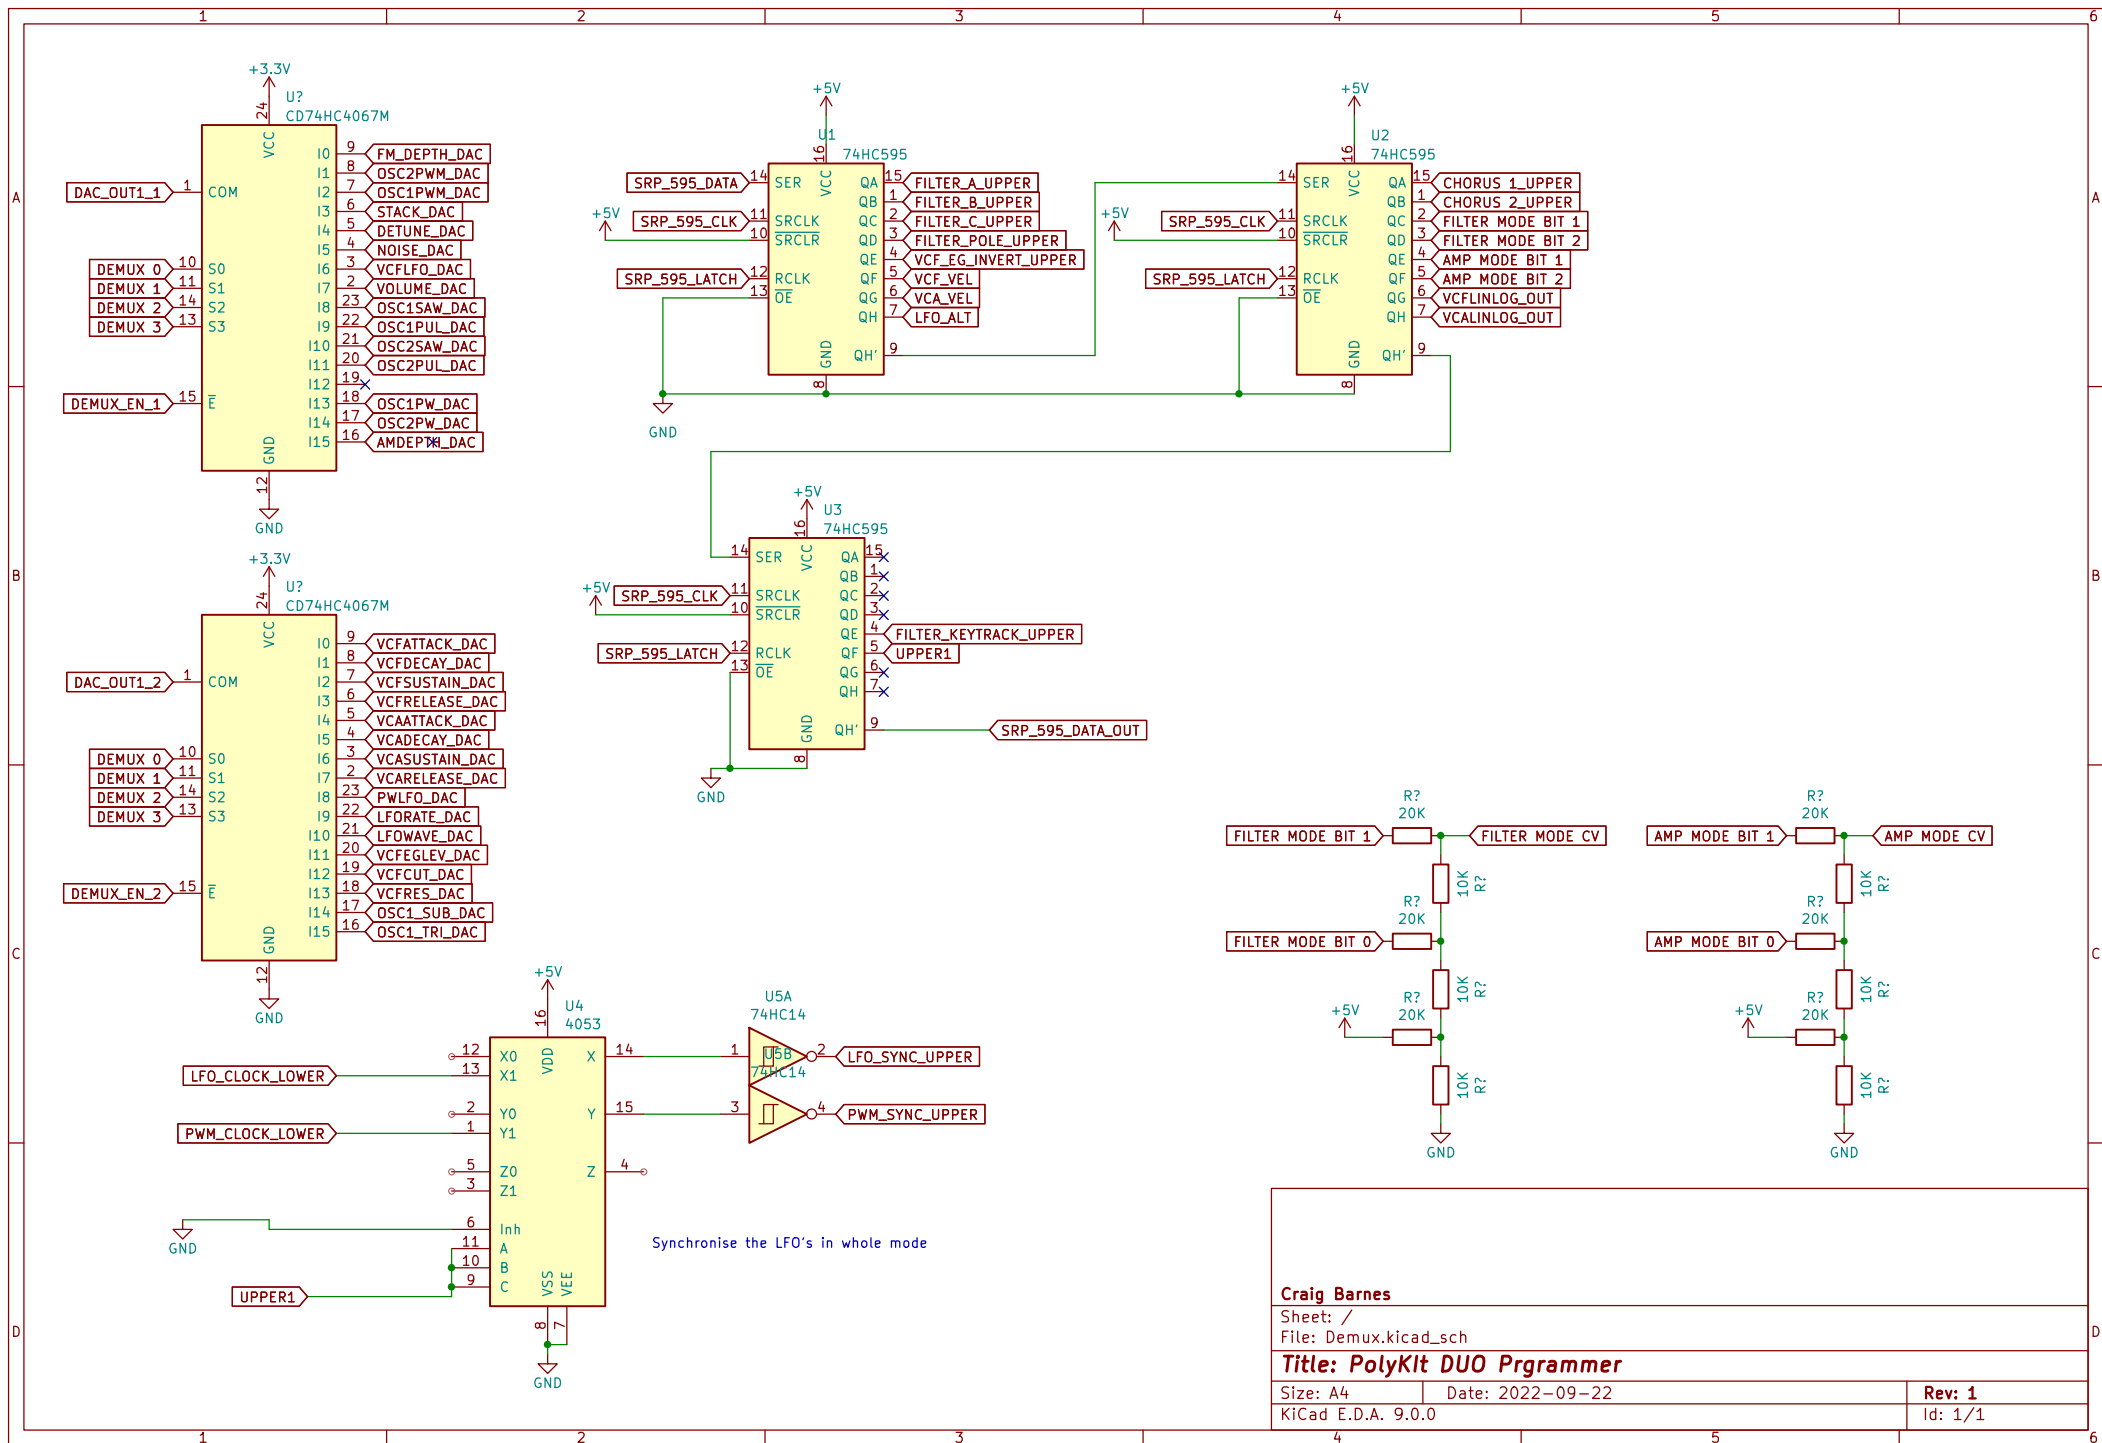 1 2 3 4 5 6
A
B
C
D
+3.3V
U?
CD74HC4067M
24
VCC
DAC_OUT1_1 1 COM
DEMUX 0 10 S0
DEMUX 1 11 S1
DEMUX 2 14 S2
DEMUX 3 13 S3
DEMUX_EN_1 15 E
I0 9 FM_DEPTH_DAC
I1 8 OSC2PWM_DAC
I2 7 OSC1PWM_DAC
I3 6 STACK_DAC
I4 5 DETUNE_DAC
I5 4 NOISE_DAC
I6 3 VCFLFO_DAC
I7 2 VOLUME_DAC
I8 23 OSC1SAW_DAC
I9 22 OSC1PUL_DAC
I10 21 OSC2SAW_DAC
I11 20 OSC2PUL_DAC
I12 19
I13 18 OSC1PW_DAC
I14 17 OSC2PW_DAC
I15 16 AMDEPTH_DAC
GND
12
GND
+3.3V
U?
CD74HC4067M
24
VCC
DAC_OUT1_2 1 COM
DEMUX 0 10 S0
DEMUX 1 11 S1
DEMUX 2 14 S2
DEMUX 3 13 S3
DEMUX_EN_2 15 E
I0 9 VCFATTACK_DAC
I1 8 VCFDECAY_DAC
I2 7 VCFSUSTAIN_DAC
I3 6 VCFRELEASE_DAC
I4 5 VCAATTACK_DAC
I5 4 VCADECAY_DAC
I6 3 VCASUSTAIN_DAC
I7 2 VCARELEASE_DAC
I8 23 PWLFO_DAC
I9 22 LFORATE_DAC
I10 21 LFOWAVE_DAC
I11 20 VCFEGLEV_DAC
I12 19 VCFCUT_DAC
I13 18 VCFRES_DAC
I14 17 OSC1_SUB_DAC
I15 16 OSC1_TRI_DAC
GND
12
GND
+5V
U1
74HC595
16
VCC
SRP_595_DATA 14 SER
SRP_595_CLK 11 SRCLK
+5V
10 SRCLR
SRP_595_LATCH 12 RCLK
13 OE
QA 15 FILTER_A_UPPER
QB 1 FILTER_B_UPPER
QC 2 FILTER_C_UPPER
QD 3 FILTER_POLE_UPPER
QE 4 VCF_EG_INVERT_UPPER
QF 5 VCF_VEL
QG 6 VCA_VEL
QH 7 LFO_ALT
QH' 9
GND
8
GND
+5V
U2
74HC595
16
VCC
14 SER
SRP_595_CLK 11 SRCLK
+5V
10 SRCLR
SRP_595_LATCH 12 RCLK
13 OE
QA 15 CHORUS 1_UPPER
QB 1 CHORUS 2_UPPER
QC 2 FILTER MODE BIT 1
QD 3 FILTER MODE BIT 2
QE 4 AMP MODE BIT 1
QF 5 AMP MODE BIT 2
QG 6 VCFLINLOG_OUT
QH 7 VCALINLOG_OUT
QH' 9
GND
8
+5V
U3
74HC595
16
VCC
14 SER
SRP_595_CLK 11 SRCLK
+5V
10 SRCLR
SRP_595_LATCH 12 RCLK
13 OE
QA 15
QB 1
QC 2
QD 3
QE 4 FILTER_KEYTRACK_UPPER
QF 5 UPPER1
QG 6
QH 7
QH' 9 SRP_595_DATA_OUT
GND
8
GND
+5V
U4
4053
16
VDD
12 X0
LFO_CLOCK_LOWER 13 X1
2 Y0
PWM_CLOCK_LOWER 1 Y1
5 Z0
3 Z1
GND
6 Inh
11 A
10 B
9 C
UPPER1
X 14
Y 15
Z 4
VSS
VEE
8
7
GND
U5A
74HC14
1 2 LFO_SYNC_UPPER
U5B
74HC14
3 4 PWM_SYNC_UPPER
Synchronise the LFO's in whole mode
R?
20K
FILTER MODE BIT 1
FILTER MODE CV
10K
R?
R?
20K
FILTER MODE BIT 0
10K
R?
R?
20K
+5V
10K
R?
GND
R?
20K
AMP MODE BIT 1
AMP MODE CV
10K
R?
R?
20K
AMP MODE BIT 0
10K
R?
R?
20K
+5V
10K
R?
GND
Craig Barnes
Sheet: /
File: Demux.kicad_sch
Title: PolyKIt DUO Prgrammer
Size: A4 Date: 2022-09-22 Rev: 1
KiCad E.D.A. 9.0.0 Id: 1/1
A
B
C
D
1 2 3 4 5 6